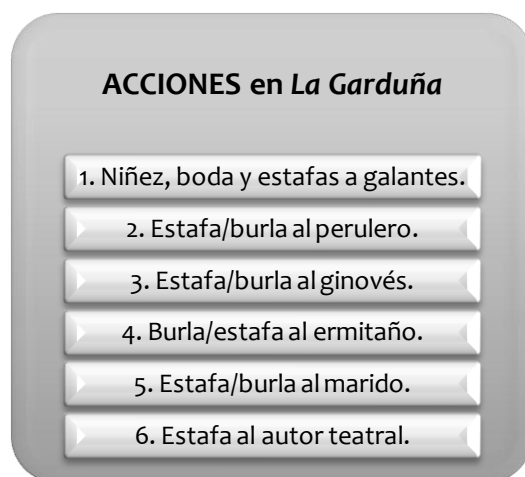 ACCIONES en La Garduña
1. Niñez, boda y estafas a galantes.
2. Estafa/burla al perulero.
3. Estafa/burla al ginovés.
4. Burla/estafa al ermitaño.
5. Estafa/burla al marido.
6. Estafa al autor teatral.